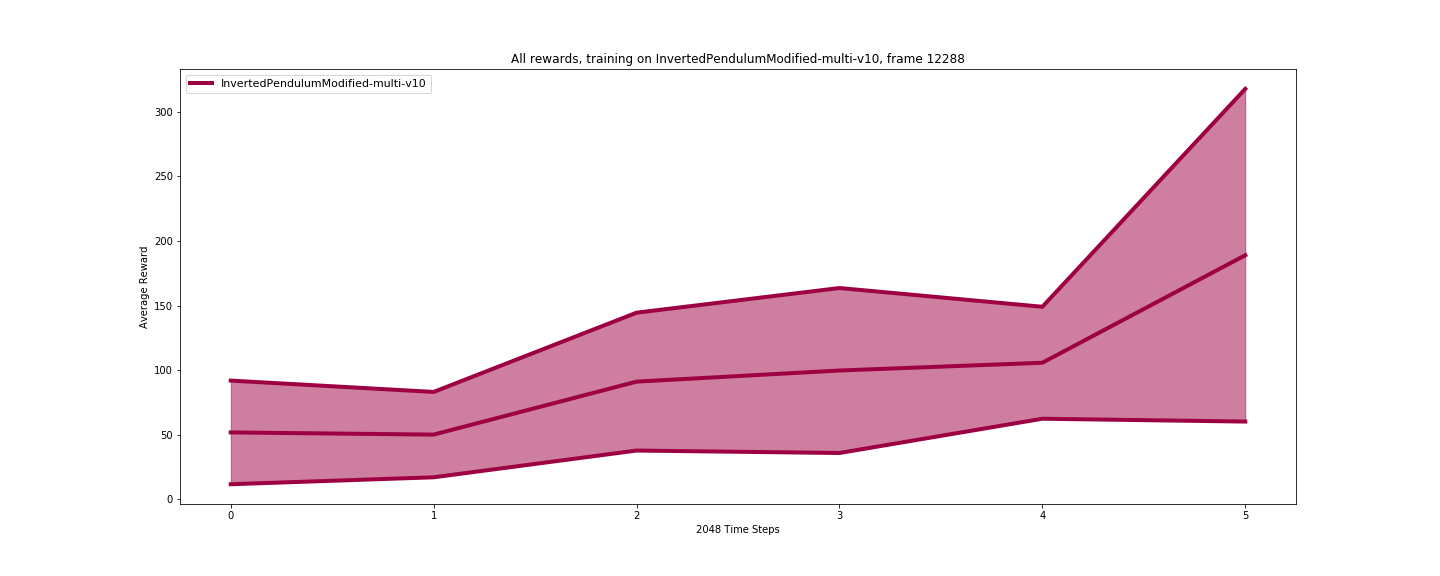 All rewards, training on InvertedPendulumModified-multi-v10, frame 12288
InvertedPendulumModified-multi-v10
300
250
200
150
100
50
0
Average Reward
0 1 2 3 4 5
2048 Time Steps